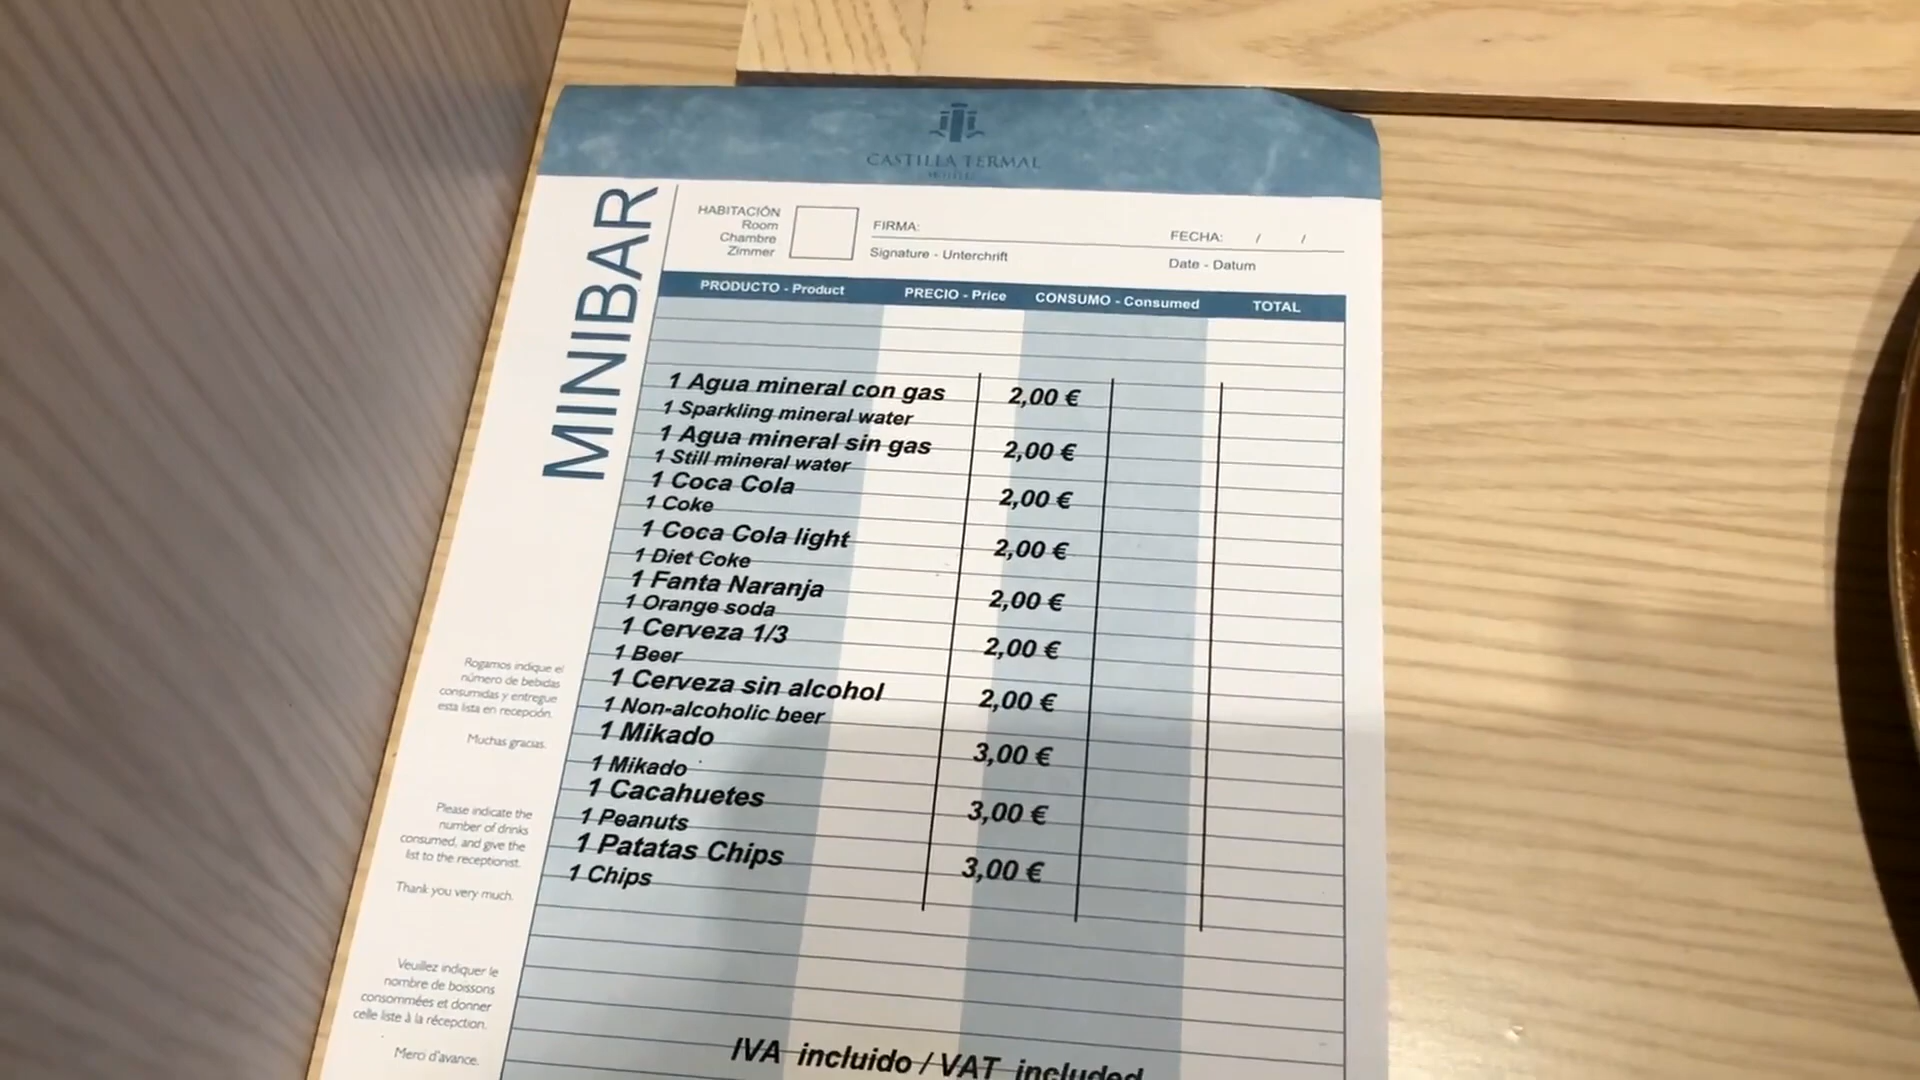 CASTILLA TERMAL
MINIBAR
HABITACIÓN
Room
Chambre
Zimmer
FIRMA:
Signature - Unterchrift
FECHA: / /
Date - Datum
PRODUCTO - Product PRECIO - Price CONSUMO - Consumed TOTAL
1 Agua mineral con gas 2,00 €
1 Sparkling mineral water
1 Agua mineral sin gas 2,00 €
1 Still mineral water
1 Coca Cola 2,00 €
1 Coke
1 Coca Cola light 2,00 €
1 Diet Coke
1 Fanta Naranja 2,00 €
1 Orange soda
1 Cerveza 1/3 2,00 €
1 Beer
1 Cerveza sin alcohol 2,00 €
1 Non-alcoholic beer
1 Mikado 3,00 €
1 Mikado
1 Cacahuetes 3,00 €
1 Peanuts
1 Patatas Chips 3,00 €
1 Chips
IVA incluido / VAT included
Rogamos indique el
número de bebidas
consumidas y entregue
esta lista en recepción.
Muchas gracias.
Please indicate the
number of drinks
consumed, and give the
list to the receptionist.
Thank you very much.
Veuillez indiquer le
nombre de boissons
consommées et donner
celle liste à la récepction.
Merci d'avance.